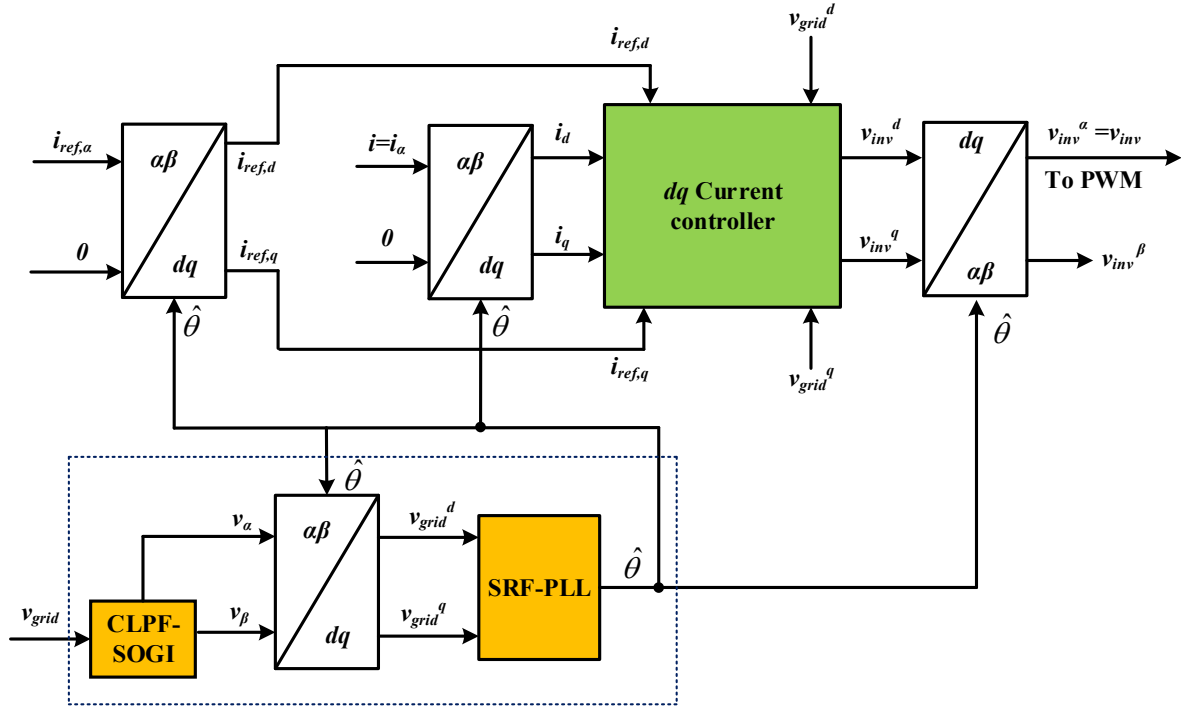 v_grid^d
i_ref,d
i_ref,α
αβ
i_ref,d
i=i_α
αβ
i_d
dq Current
controller
v_inv^d
dq
v_inv^α =v_inv
To PWM
0
dq
i_ref,q
0
dq
i_q
v_inv^q
αβ
v_inv^β
θ̂
θ̂
θ̂
i_ref,q
v_grid^q
θ̂
v_α
αβ
v_grid^d
SRF-PLL
θ̂
v_grid
CLPF-
SOGI
v_β
dq
v_grid^q